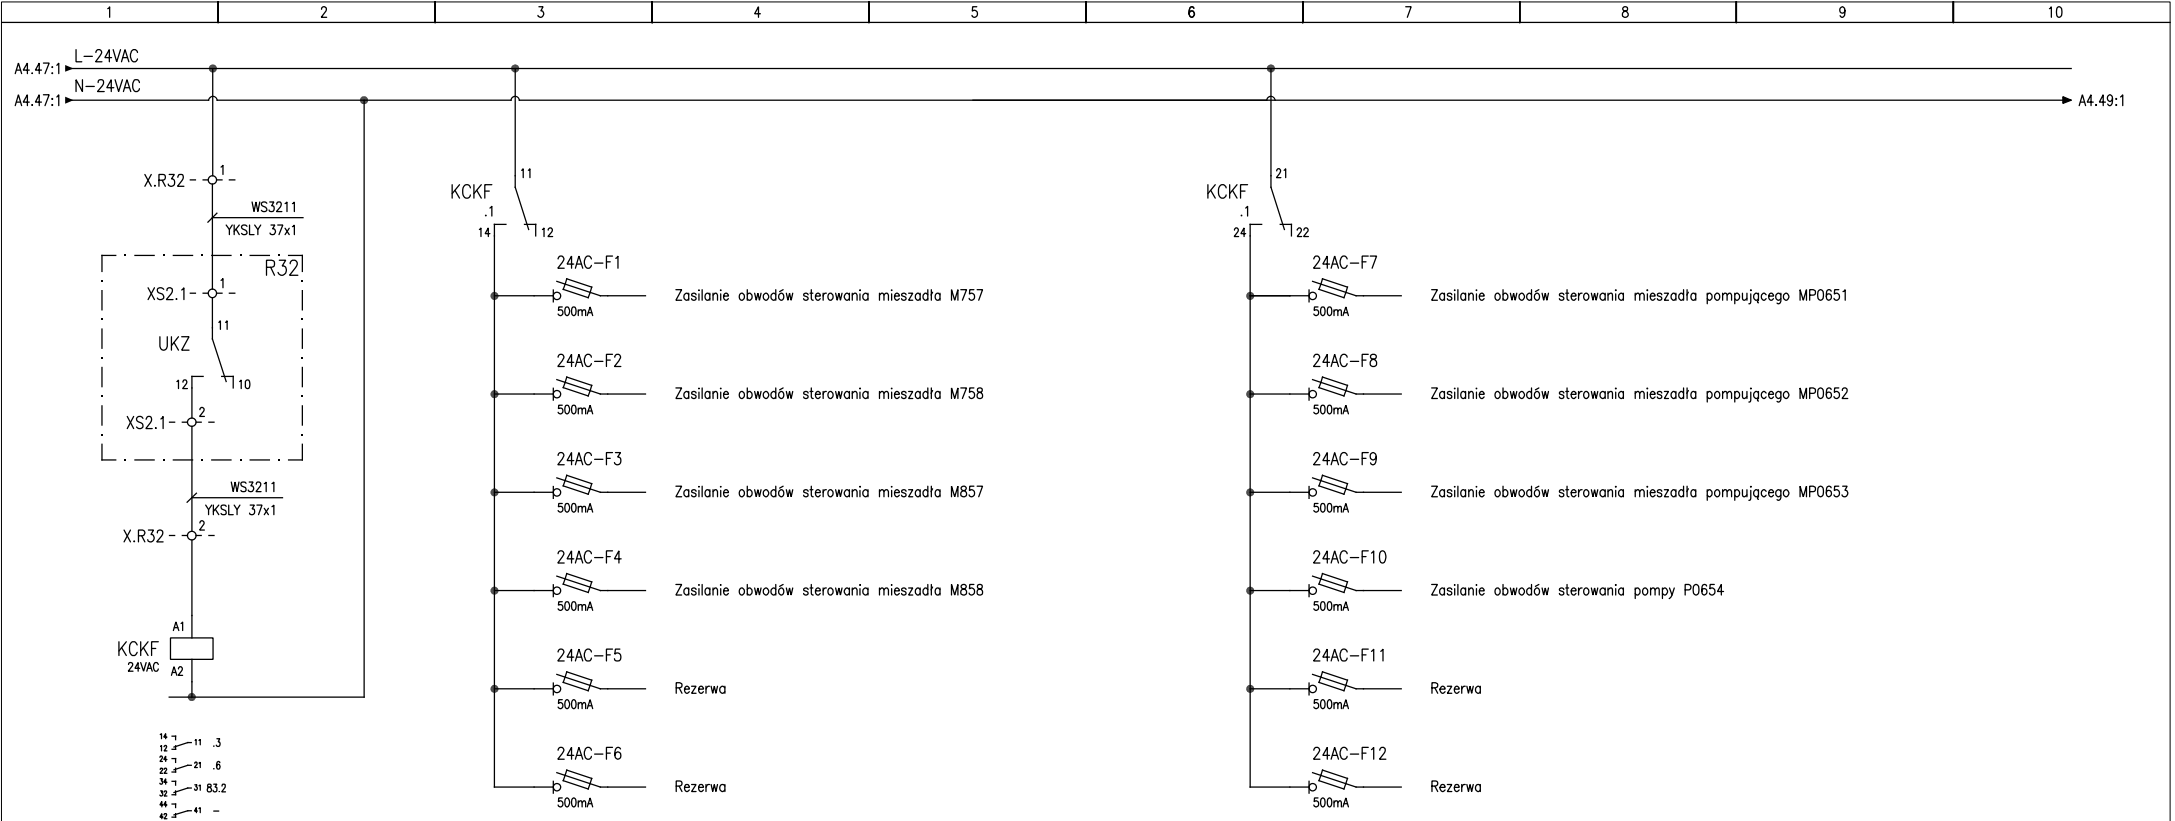 1 2 3 4 5 6 7 8 9 10
L-24VAC
A4.47:1
N-24VAC
A4.47:1
A4.49:1
1
X.R32
WS3211
YKSLY 37x1
R32
1
XS2.1
11
UKZ
12 10
2
XS2.1
WS3211
YKSLY 37x1
2
X.R32
A1
KCKF
24VAC
A2
14
12 11 .3
24
22 21 .6
34
32 31 83.2
44
42 41 -
11
KCKF
.1
14 12
24AC-F1
500mA
Zasilanie obwodów sterowania mieszadła M757
24AC-F2
500mA
Zasilanie obwodów sterowania mieszadła M758
24AC-F3
500mA
Zasilanie obwodów sterowania mieszadła M857
24AC-F4
500mA
Zasilanie obwodów sterowania mieszadła M858
24AC-F5
500mA
Rezerwa
24AC-F6
500mA
Rezerwa
21
KCKF
.1
24 22
24AC-F7
500mA
Zasilanie obwodów sterowania mieszadła pompującego MP0651
24AC-F8
500mA
Zasilanie obwodów sterowania mieszadła pompującego MP0652
24AC-F9
500mA
Zasilanie obwodów sterowania mieszadła pompującego MP0653
24AC-F10
500mA
Zasilanie obwodów sterowania pompy P0654
24AC-F11
500mA
Rezerwa
24AC-F12
500mA
Rezerwa